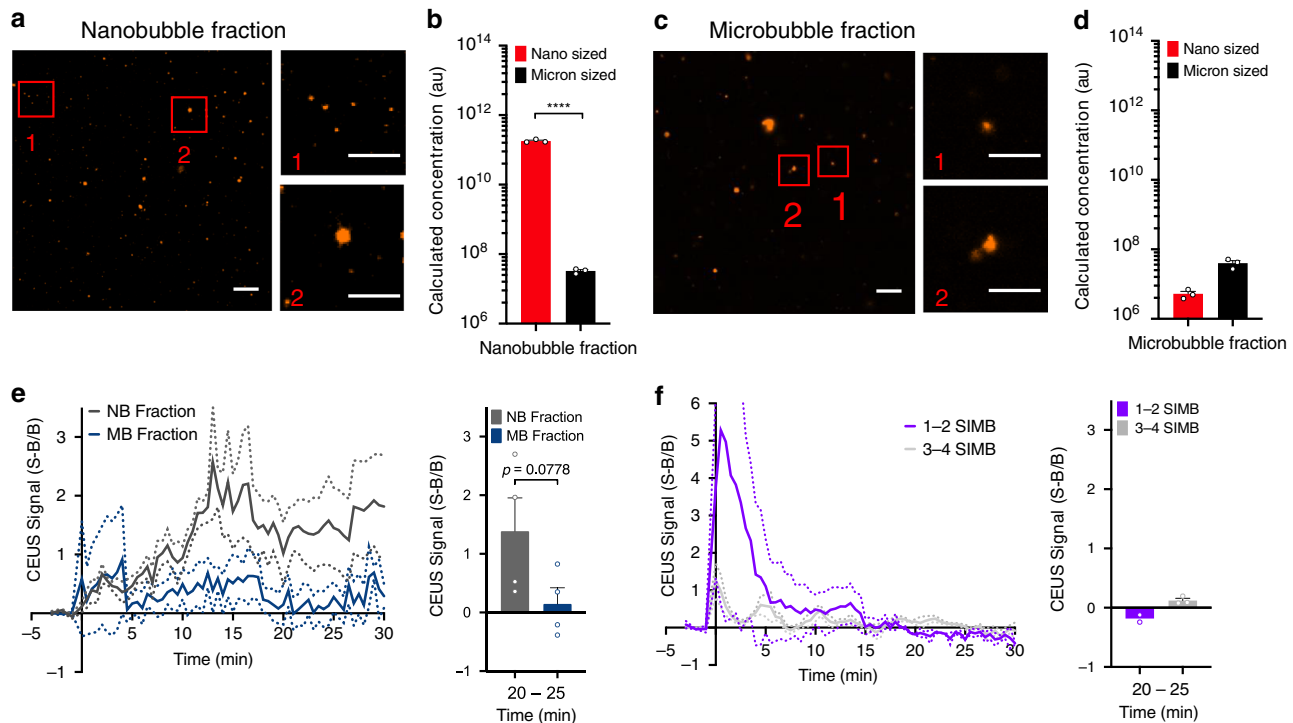 a
Nanobubble fraction
1
2
1
2
b
10^14
10^12
10^10
10^8
10^6
Calculated concentration (au)
Nano sized
Micron sized
****
Nanobubble fraction
c
Microbubble fraction
2
1
1
2
d
10^14
10^12
10^10
10^8
10^6
Calculated concentration (au)
Nano sized
Micron sized
Microbubble fraction
e
CEUS Signal (S-B/B)
NB Fraction
MB Fraction
3
2
1
0
−1
−5
5
10
15
20
25
30
Time (min)
CEUS Signal (S-B/B)
NB Fraction
MB Fraction
p = 0.0778
3
2
1
0
−1
20 – 25
Time (min)
f
CEUS Signal (S-B/B)
1–2 SIMB
3–4 SIMB
6
5
4
3
2
1
0
−1
−5
5
10
15
20
25
30
Time (min)
CEUS Signal (S-B/B)
1–2 SIMB
3–4 SIMB
3
2
1
0
−1
20 – 25
Time (min)